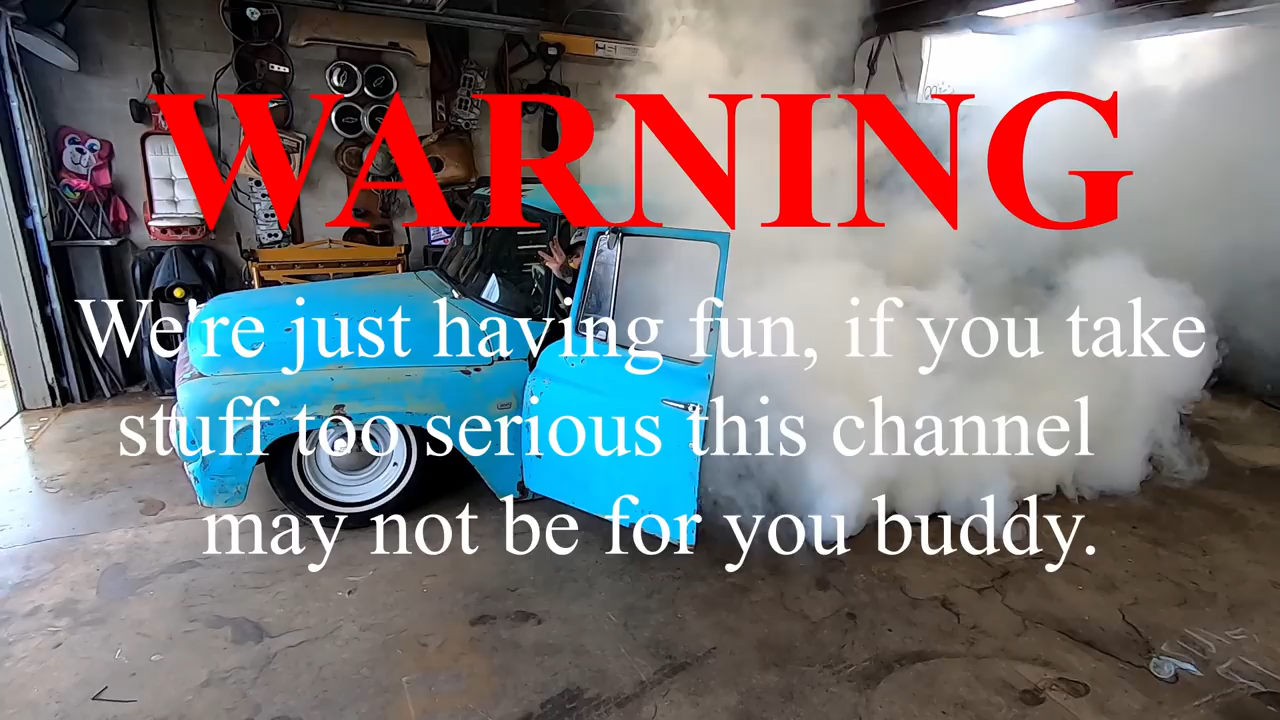 WARNING
We're just having fun, if you take
stuff too serious this channel
may not be for you buddy.